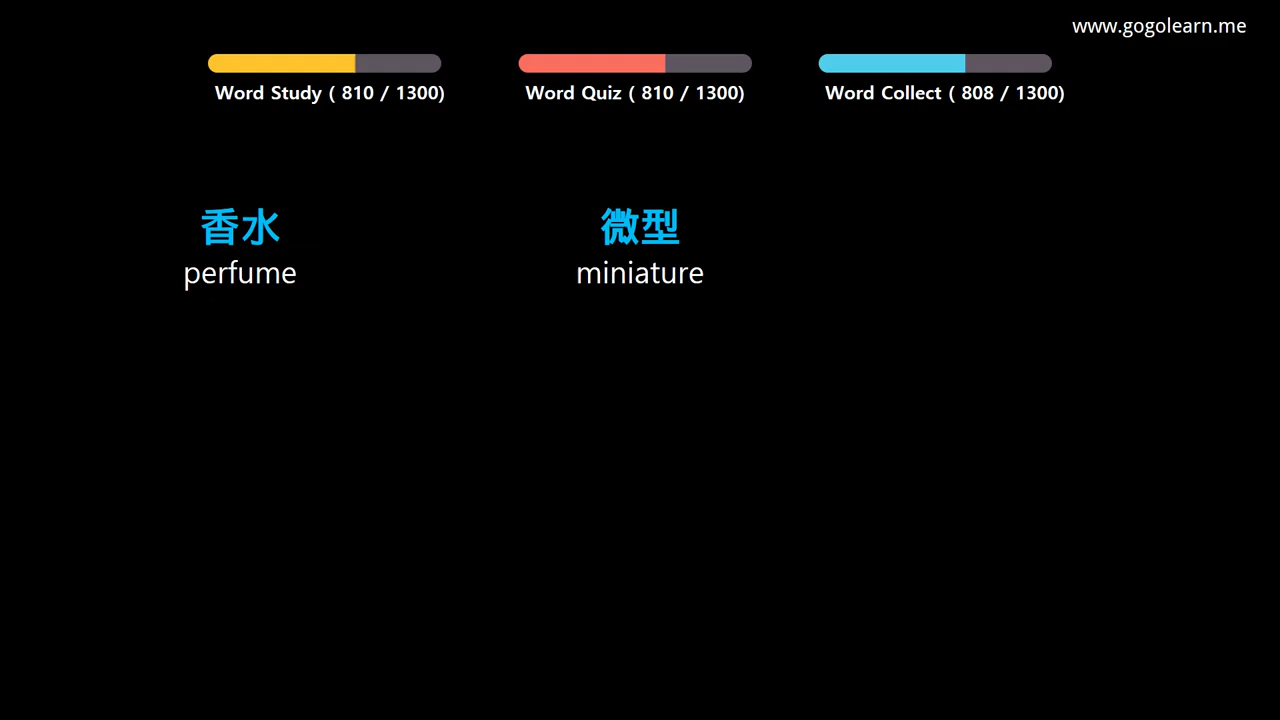 www.gogolearn.me
Word Study ( 810 / 1300)
Word Quiz ( 810 / 1300)
Word Collect ( 808 / 1300)
香水
perfume
微型
miniature